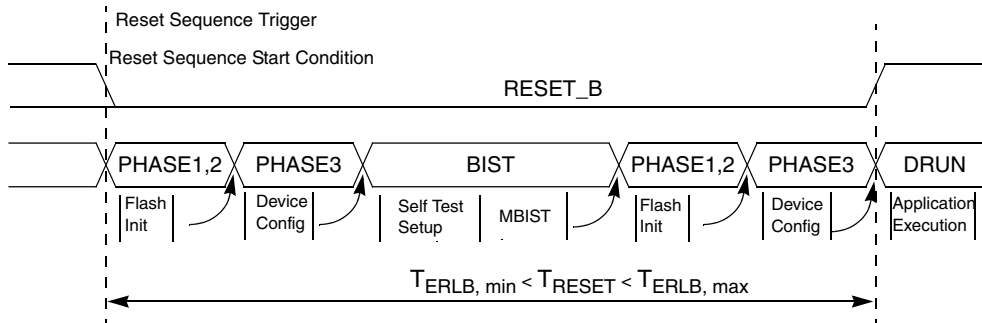 Reset Sequence Trigger
Reset Sequence Start Condition
RESET_B
PHASE1,2 PHASE3 BIST PHASE1,2 PHASE3 DRUN
Flash Init
Device Config
Self Test Setup
MBIST
Flash Init
Device Config
Application Execution
TERLB, min < TRESET < TERLB, max